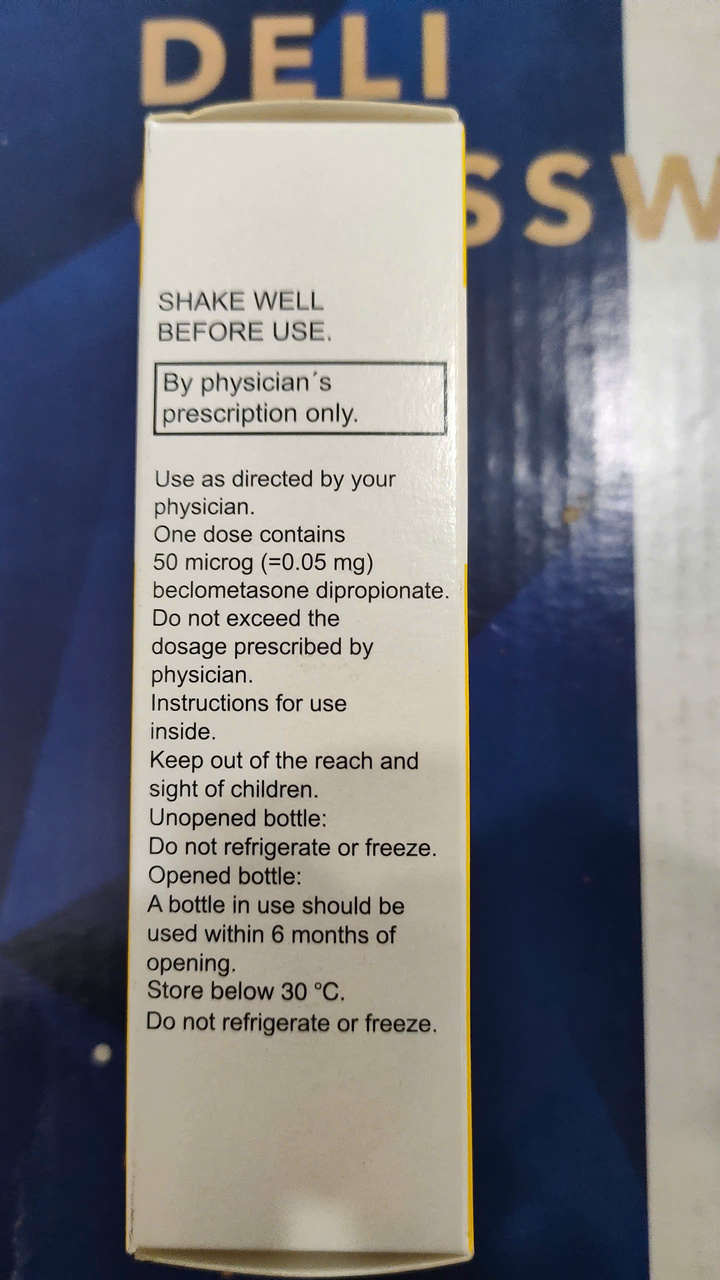 DELI
SSW
SHAKE WELL
BEFORE USE.
By physician´s
prescription only.
Use as directed by your
physician.
One dose contains
50 microg (=0.05 mg)
beclometasone dipropionate.
Do not exceed the
dosage prescribed by
physician.
Instructions for use
inside.
Keep out of the reach and
sight of children.
Unopened bottle:
Do not refrigerate or freeze.
Opened bottle:
A bottle in use should be
used within 6 months of
opening.
Store below 30 °C.
Do not refrigerate or freeze.